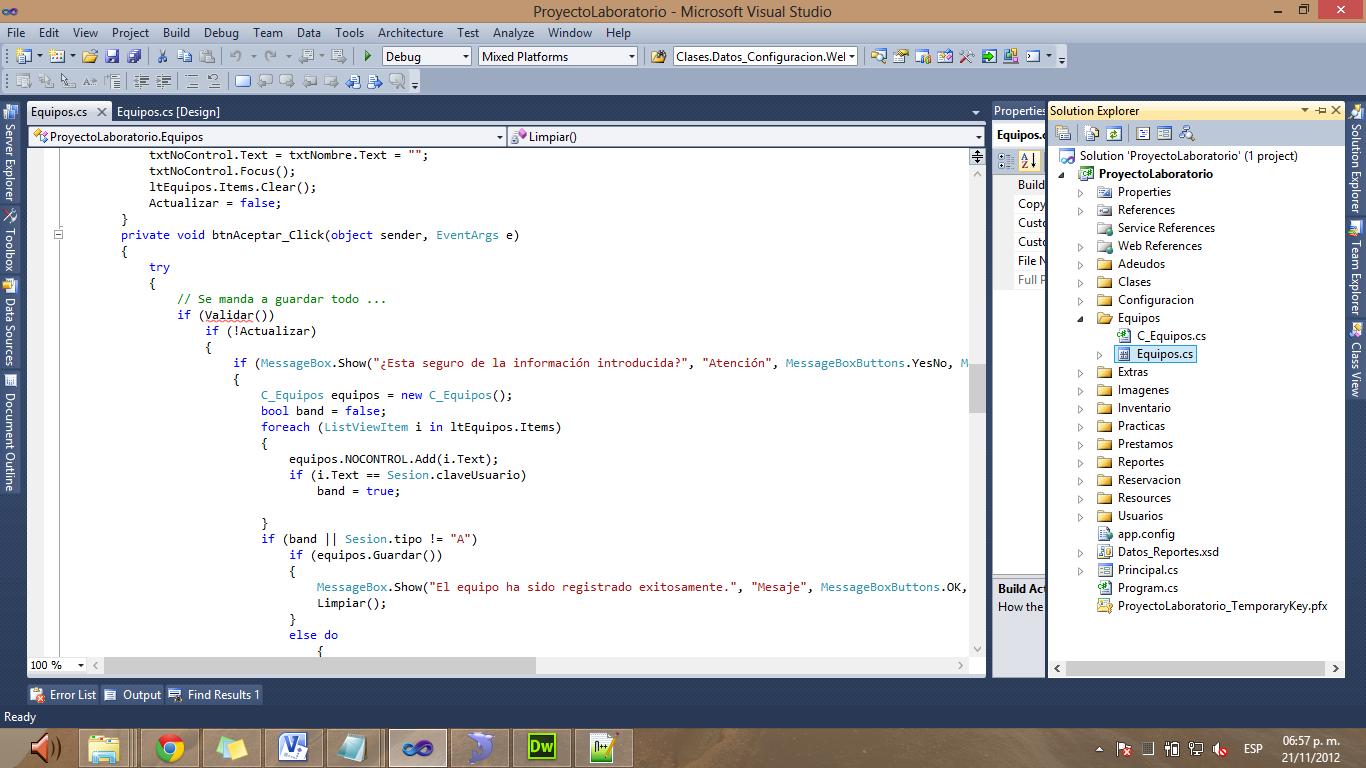 ProyectoLaboratorio - Microsoft Visual Studio
File Edit View Project Build Debug Team Data Tools Architecture Test Analyze Window Help
Debug Mixed Platforms Clases.Datos_Configuracion.Wel
Equipos.cs Equipos.cs [Design]
ProyectoLaboratorio.Equipos Limpiar()
txtNoControl.Text = txtNombre.Text = "";
txtNoControl.Focus();
ltEquipos.Items.Clear();
Actualizar = false;
}
private void btnAceptar_Click(object sender, EventArgs e)
{
try
{
// Se manda a guardar todo ...
if (Validar())
if (!Actualizar)
{
if (MessageBox.Show("¿Esta seguro de la información introducida?", "Atención", MessageBoxButtons.YesNo, M
{
C_Equipos equipos = new C_Equipos();
bool band = false;
foreach (ListViewItem i in ltEquipos.Items)
{
equipos.NOCONTROL.Add(i.Text);
if (i.Text == Sesion.claveUsuario)
band = true;
}
if (band || Sesion.tipo != "A")
if (equipos.Guardar())
{
MessageBox.Show("El equipo ha sido registrado exitosamente.", "Mesaje", MessageBoxButtons.OK,
Limpiar();
}
else do
{
100 %
Server Explorer
Toolbox
Data Sources
Document Outline
Properties
Equipos.c
Build
Copy
Custo
Custo
File N
Full P
Build Act
How the
Solution Explorer
Solution 'ProyectoLaboratorio' (1 project)
ProyectoLaboratorio
Properties
References
Service References
Web References
Adeudos
Clases
Configuracion
Equipos
C_Equipos.cs
Equipos.cs
Extras
Imagenes
Inventario
Practicas
Prestamos
Reportes
Reservacion
Resources
Usuarios
app.config
Datos_Reportes.xsd
Principal.cs
Program.cs
ProyectoLaboratorio_TemporaryKey.pfx
Solution Explorer
Team Explorer
Class View
Error List Output Find Results 1
Ready
Dw
n++
ESP
06:57 p. m.
21/11/2012